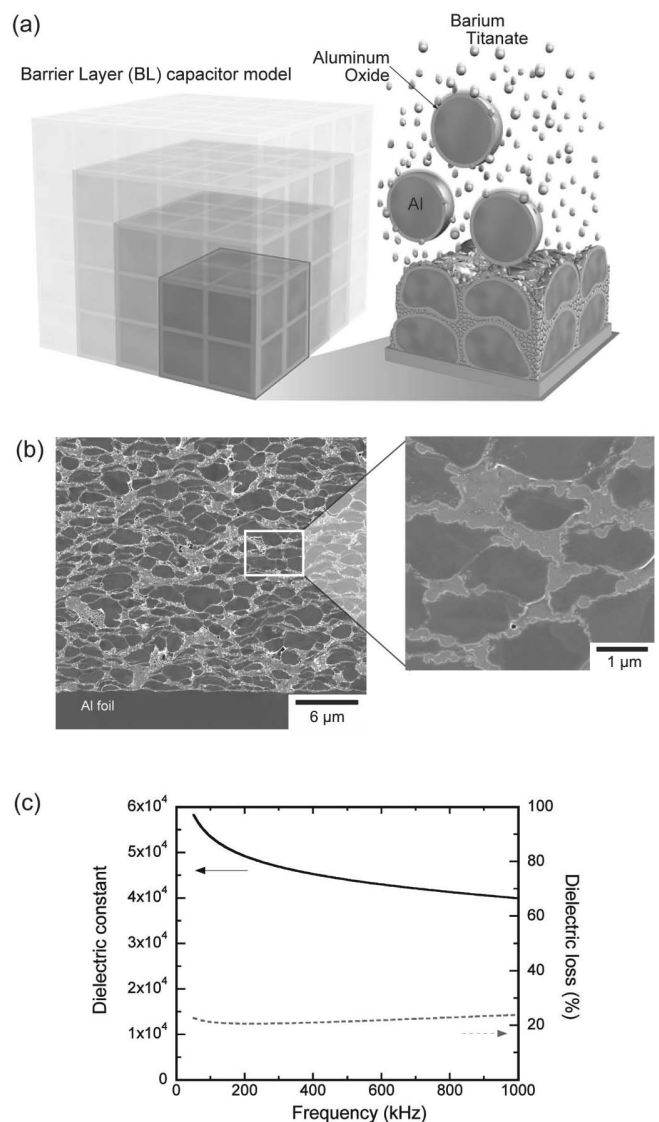 (a)
Barrier Layer (BL) capacitor model
Barium
Titanate
Aluminum
Oxide
Al
(b)
Al foil
6 µm
1 µm
(c)
Dielectric constant
6x10⁴
5x10⁴
4x10⁴
3x10⁴
2x10⁴
1x10⁴
0
0
200
400
600
800
1000
Frequency (kHz)
100
80
60
40
20
Dielectric loss (%)